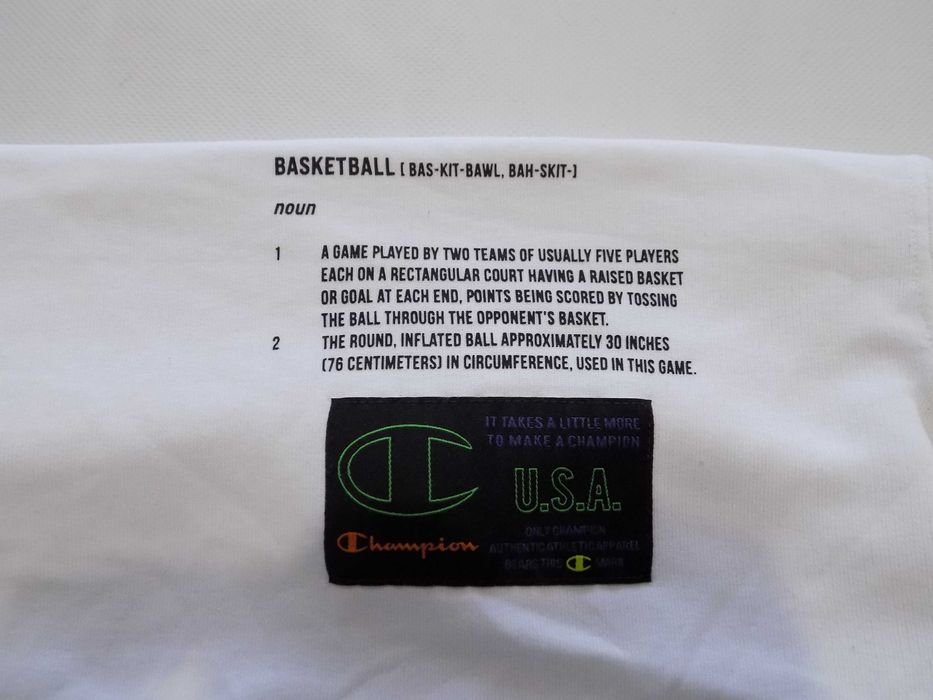 BASKETBALL [ BAS-KIT-BAWL, BAH-SKIT-]
noun
1 A GAME PLAYED BY TWO TEAMS OF USUALLY FIVE PLAYERS
EACH ON A RECTANGULAR COURT HAVING A RAISED BASKET
OR GOAL AT EACH END, POINTS BEING SCORED BY TOSSING
THE BALL THROUGH THE OPPONENT'S BASKET.
2 THE ROUND, INFLATED BALL APPROXIMATELY 30 INCHES
(76 CENTIMETERS) IN CIRCUMFERENCE, USED IN THIS GAME.
IT TAKES A LITTLE MORE
TO MAKE A CHAMPION
U.S.A.
Champion
ONLY CHAMPION
AUTHENTIC ATHLETIC APPAREL
BEARS THIS C MARK